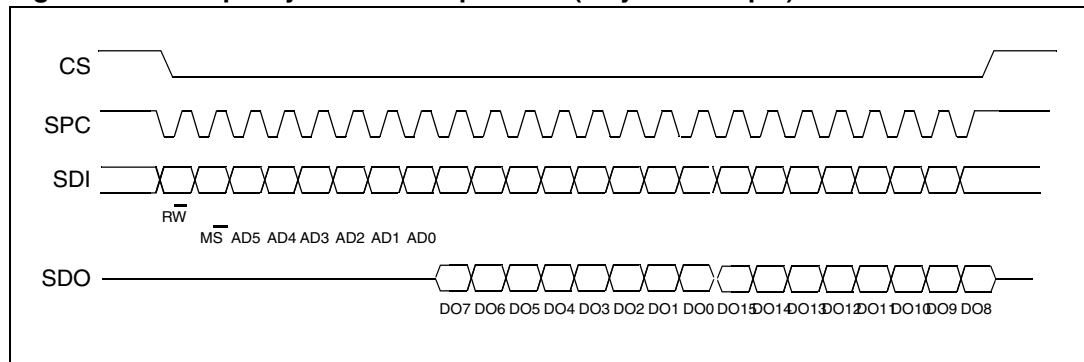 CS
SPC
SDI
RW
MS AD5 AD4 AD3 AD2 AD1 AD0
SDO
DO7 DO6 DO5 DO4 DO3 DO2 DO1 DO0 DO15 DO14 DO13 DO12 DO11 DO10 DO9 DO8